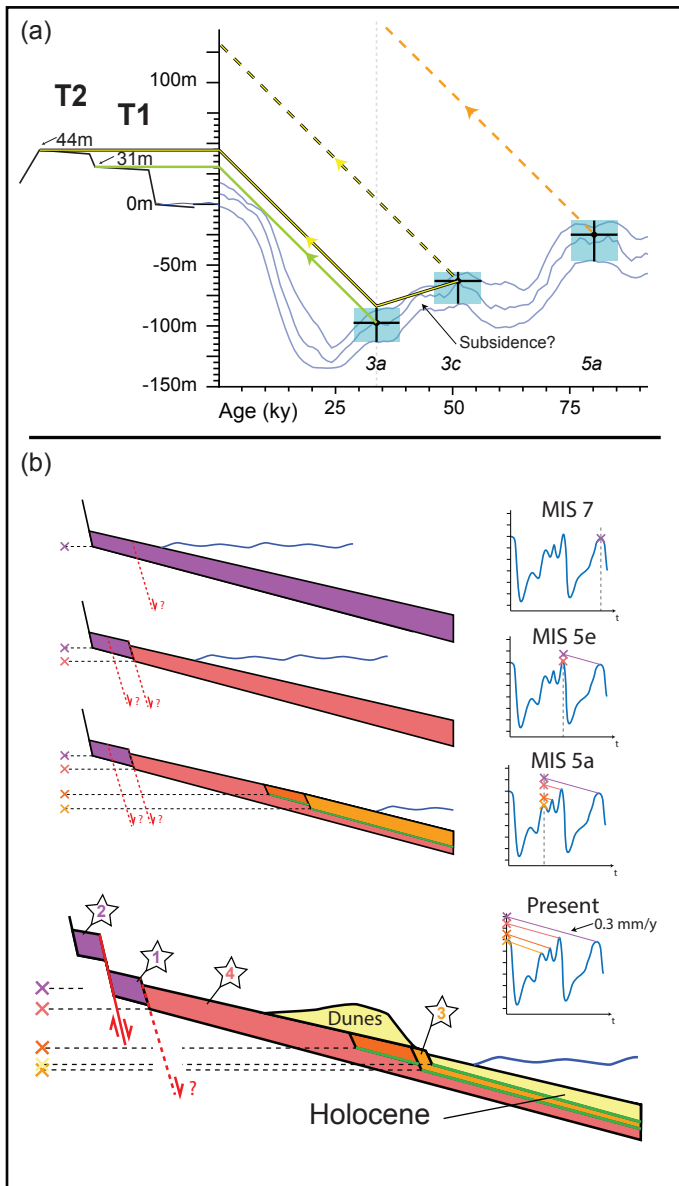 (a)
100m
T2
T1
44m
31m
0m
-50m
-100m
Subsidence?
3a
3c
5a
-150m
Age (ky)
25
50
75
(b)
MIS 7
?
t
MIS 5e
?
?
t
MIS 5a
?
?
t
Present
0.3 mm/y
t
2
1
4
3
Dunes
?
Holocene